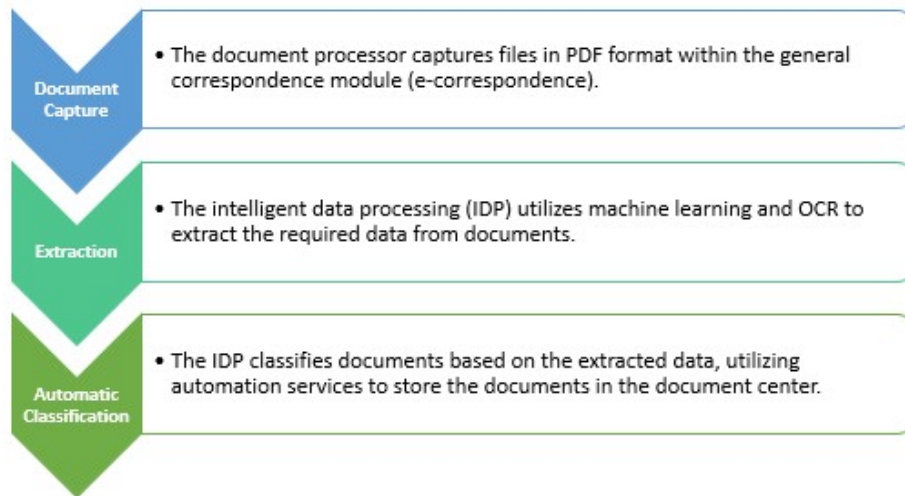 Document
Capture
• The document processor captures files in PDF format within the general
correspondence module (e-correspondence).
Extraction
• The intelligent data processing (IDP) utilizes machine learning and OCR to
extract the required data from documents.
Automatic
Classification
• The IDP classifies documents based on the extracted data, utilizing
automation services to store the documents in the document center.